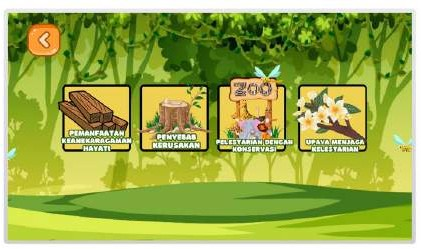 PEMANFAATAN
KEANEKARAGAMAN
HAYATI
PENYEBAB
KERUSAKAN
ZOO
PELESTARIAN DENGAN
KONSERVASI
UPAYA MENJAGA
KELESTARIAN